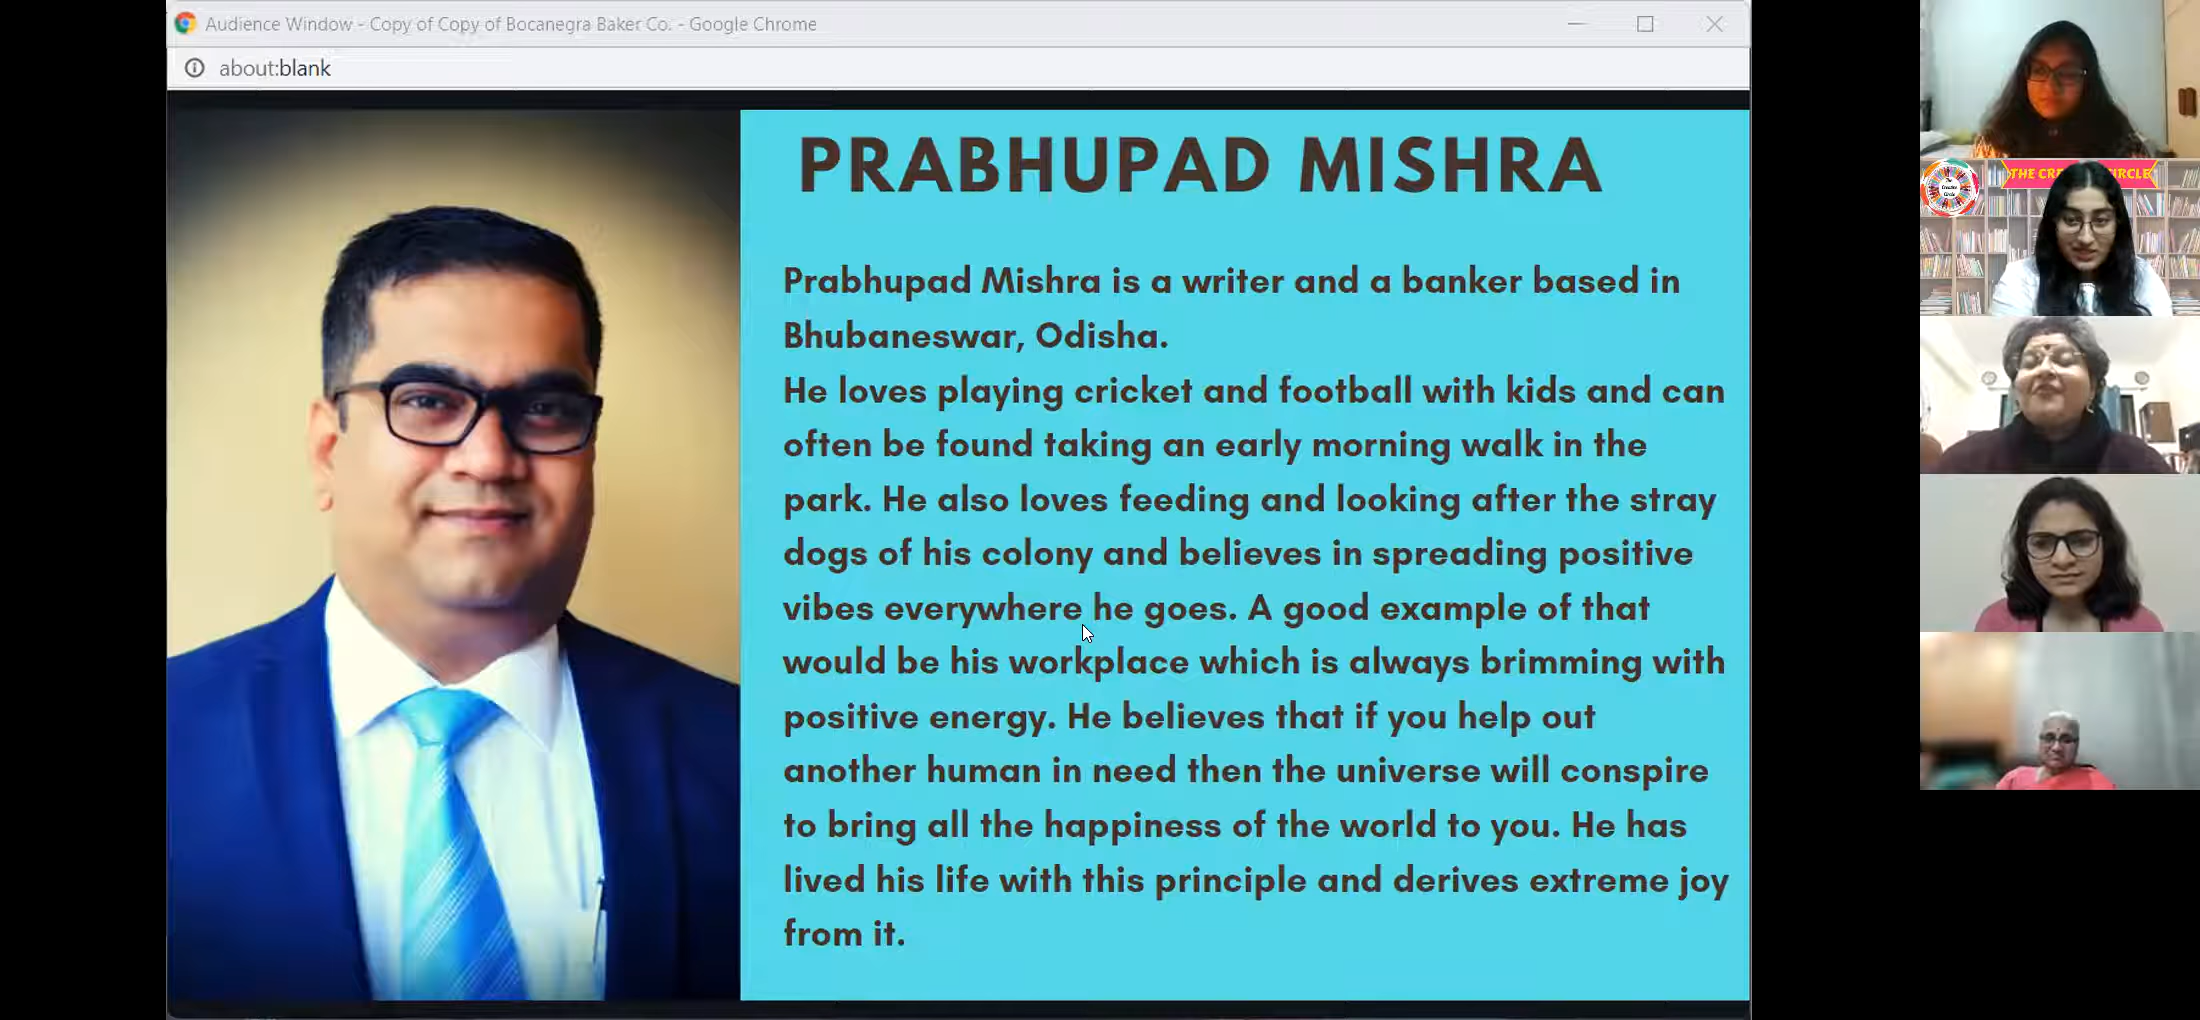 Audience Window - Copy of Copy of Bocanegra Baker Co. - Google Chrome
about:blank
PRABHUPAD MISHRA
Prabhupad Mishra is a writer and a banker based in
Bhubaneswar, Odisha.
He loves playing cricket and football with kids and can
often be found taking an early morning walk in the
park. He also loves feeding and looking after the stray
dogs of his colony and believes in spreading positive
vibes everywhere he goes. A good example of that
would be his workplace which is always brimming with
positive energy. He believes that if you help out
another human in need then the universe will conspire
to bring all the happiness of the world to you. He has
lived his life with this principle and derives extreme joy
from it.
The Creative Circle
THE CRE IRCLE